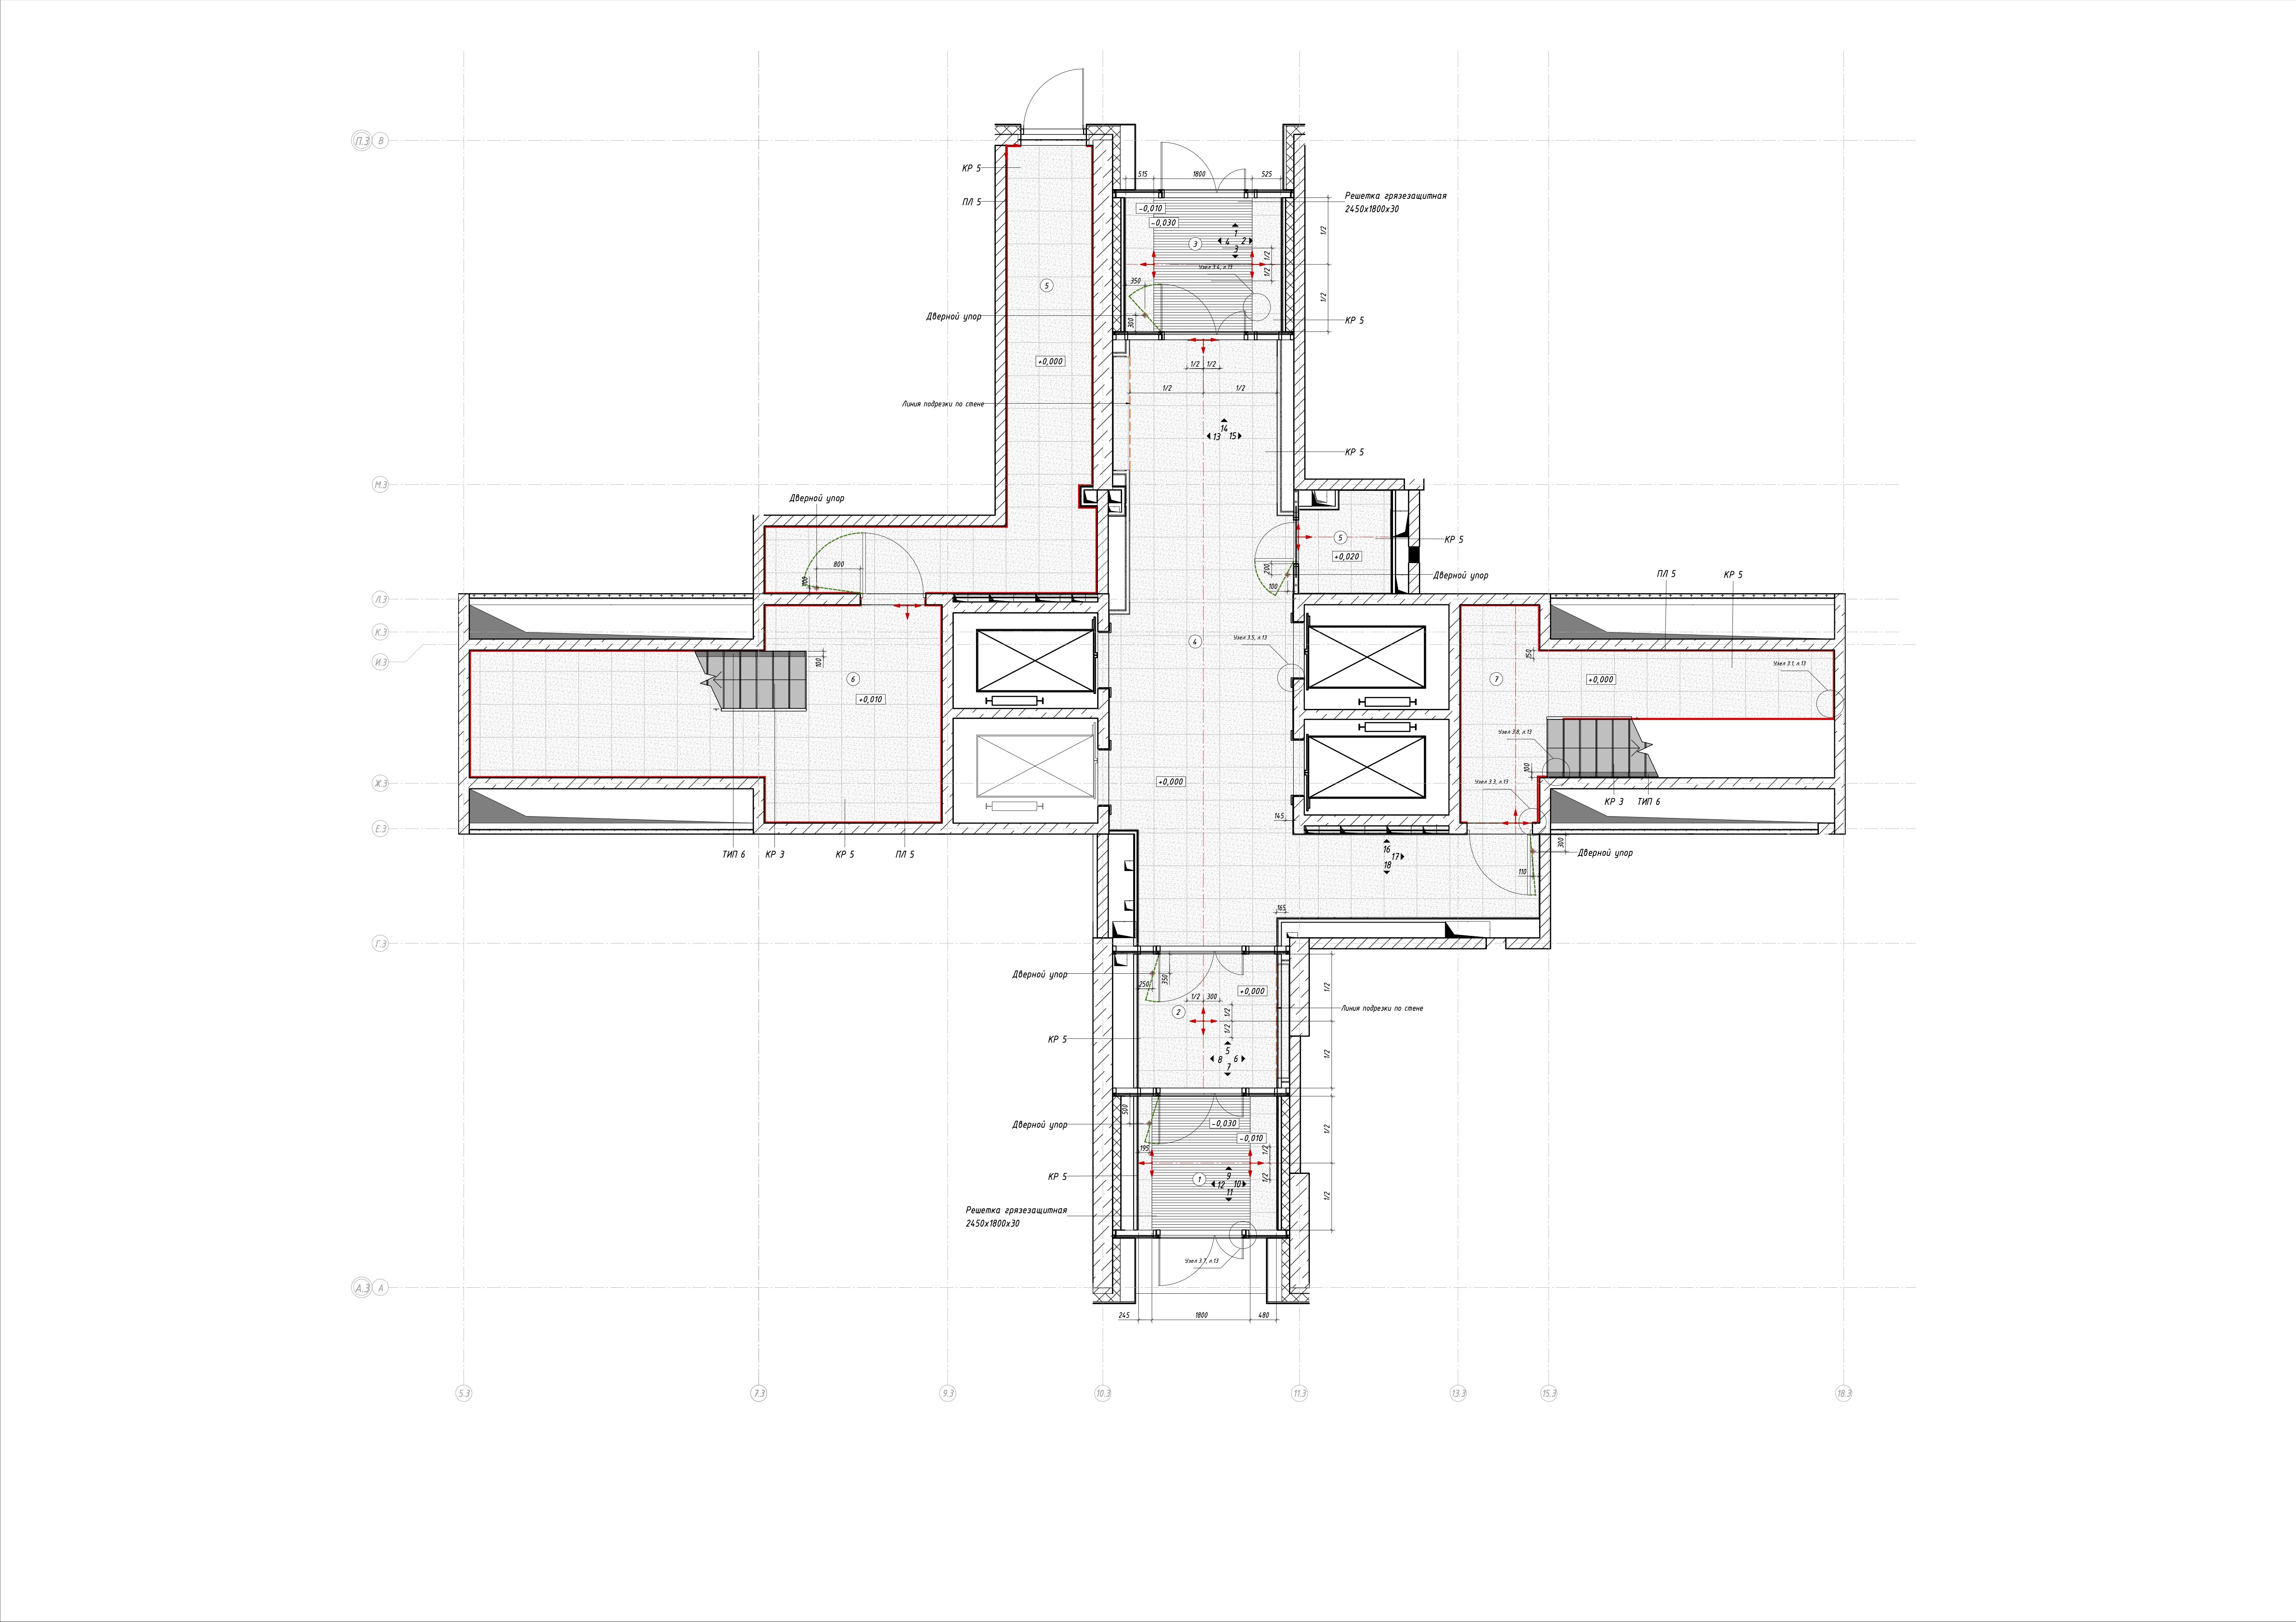 П.3 В
КР 5
515 1800 525
Решетка грязезащитная
2450х1800х30
ПЛ 5
-0,010
-0,030
1
4 2
3
3
1/2
1/2
1/2
Узел 3.4, л.13
5
350
1/2
Дверной упор
300
КР 5
+0,000
1/2 1/2
1/2 1/2
Линия подрезки по стене
14
13 15
КР 5
М.3
Дверной упор
5
КР 5
+0,020
800
100
200
100
Дверной упор
ПЛ 5 КР 5
Л.3
К.3
И.3
100
6
+0,010
4
Узел 3.5, л.13
150
7
+0,000
Узел 3.1, л.13
Узел 3.8, л.13
100
Узел 3.3, л.13
Ж.3
+0,000
КР 3 ТИП 6
Е.3
145
ТИП 6 КР 3 КР 5 ПЛ 5
16
17
18
300
Дверной упор
110
165
Г.3
Дверной упор
250
350
+0,000
1/2 300
1/2
1/2
1/2
2
Линия подрезки по стене
КР 5
5
8 6
7
1/2
500
Дверной упор
-0,030
-0,010
195
1/2
1/2
1/2
КР 5
1
9
12 10
11
Решетка грязезащитная
2450х1800х30
1/2
Узел 3.7, л.13
А.3 А
245 1800 480
5.3 7.3 9.3 10.3 11.3 13.3 15.3 18.3